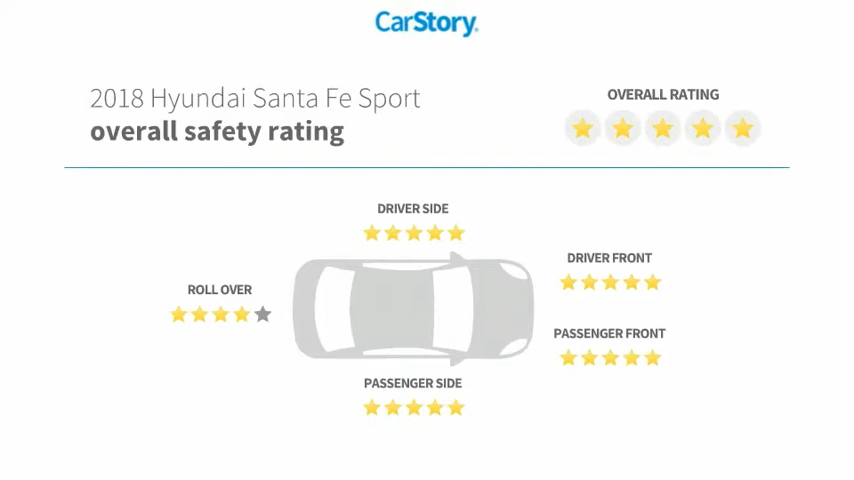 CarStory.
2018 Hyundai Santa Fe Sport
overall safety rating
OVERALL RATING
DRIVER SIDE
DRIVER FRONT
ROLL OVER
PASSENGER FRONT
PASSENGER SIDE